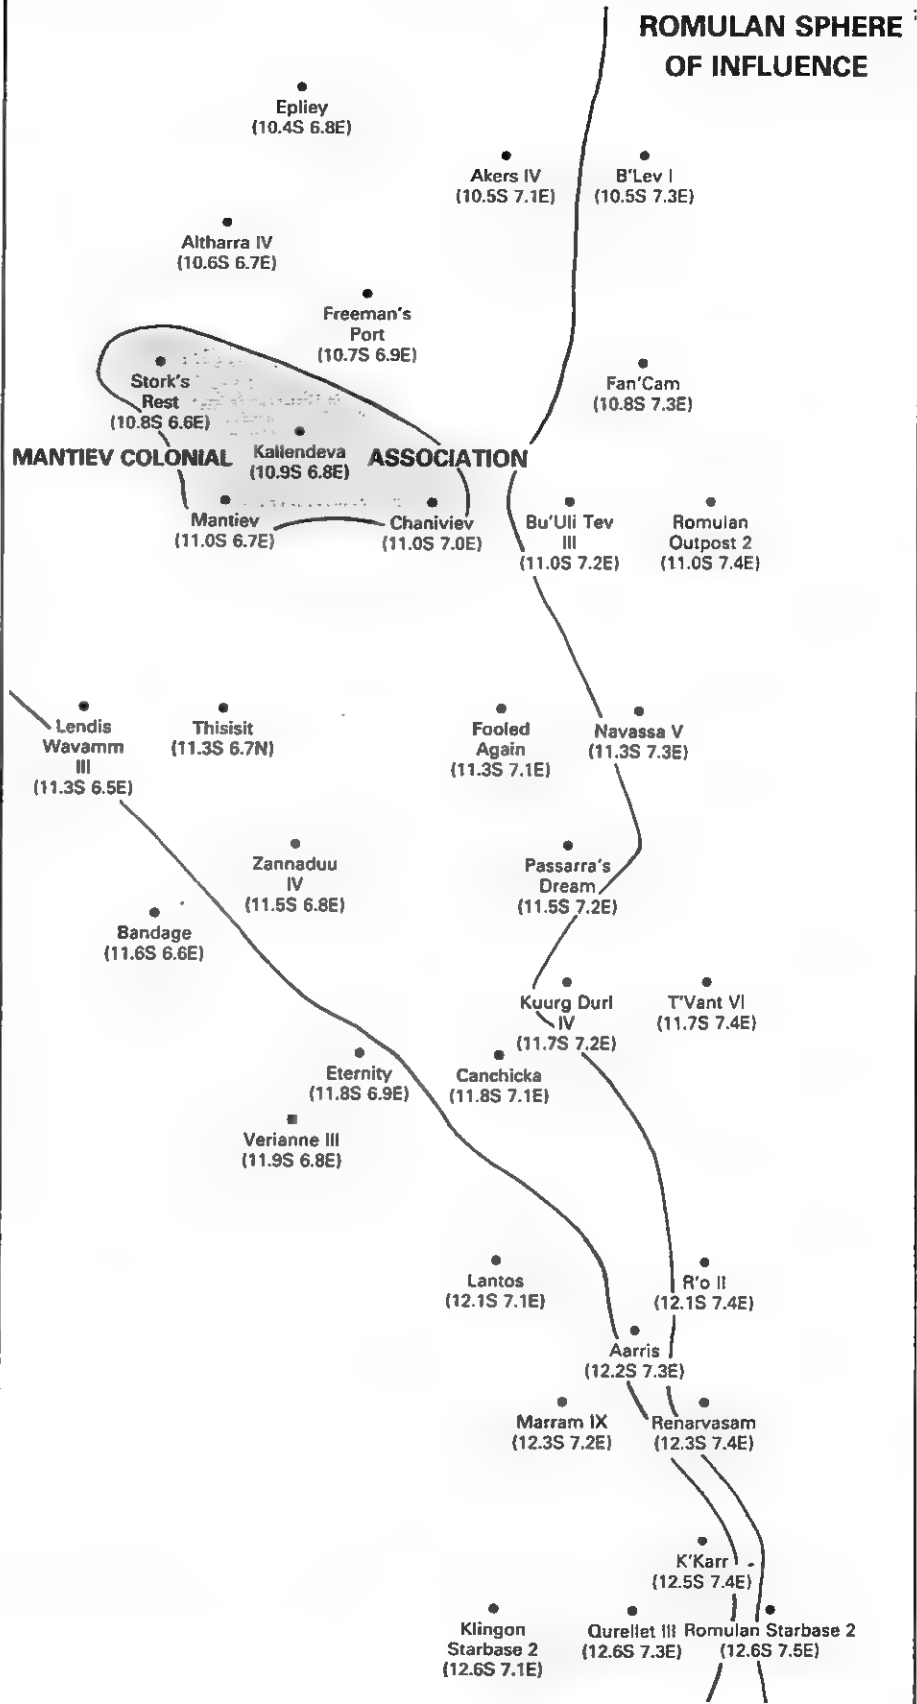 ROMULAN SPHERE
OF INFLUENCE
Epliey
(10.4S 6.8E)
Akers IV
(10.5S 7.1E)
B'Lev I
(10.5S 7.3E)
Altharra IV
(10.6S 6.7E)
Freeman's
Port
(10.7S 6.9E)
Stork's
Rest
(10.8S 6.6E)
Fan'Cam
(10.8S 7.3E)
MANTIEV COLONIAL ASSOCIATION
Kallendeva
(10.9S 6.8E)
Mantiev
(11.0S 6.7E)
Chaniviev
(11.0S 7.0E)
Bu'Uli Tev
III
(11.0S 7.2E)
Romulan
Outpost 2
(11.0S 7.4E)
Lendis
Wavamm
III
(11.3S 6.5E)
Thisisit
(11.3S 6.7N)
Fooled
Again
(11.3S 7.1E)
Navassa V
(11.3S 7.3E)
Zannaduu
IV
(11.5S 6.8E)
Passarra's
Dream
(11.5S 7.2E)
Bandage
(11.6S 6.6E)
Kuurg Durl
IV
(11.7S 7.2E)
T'Vant VI
(11.7S 7.4E)
Eternity
(11.8S 6.9E)
Canchicka
(11.8S 7.1E)
Verianne III
(11.9S 6.8E)
Lantos
(12.1S 7.1E)
R'o II
(12.1S 7.4E)
Aarris
(12.2S 7.3E)
Marram IX
(12.3S 7.2E)
Renarvasam
(12.3S 7.4E)
K'Karr
(12.5S 7.4E)
Klingon
Starbase 2
(12.6S 7.1E)
Qurellet III
(12.6S 7.3E)
Romulan Starbase 2
(12.6S 7.5E)